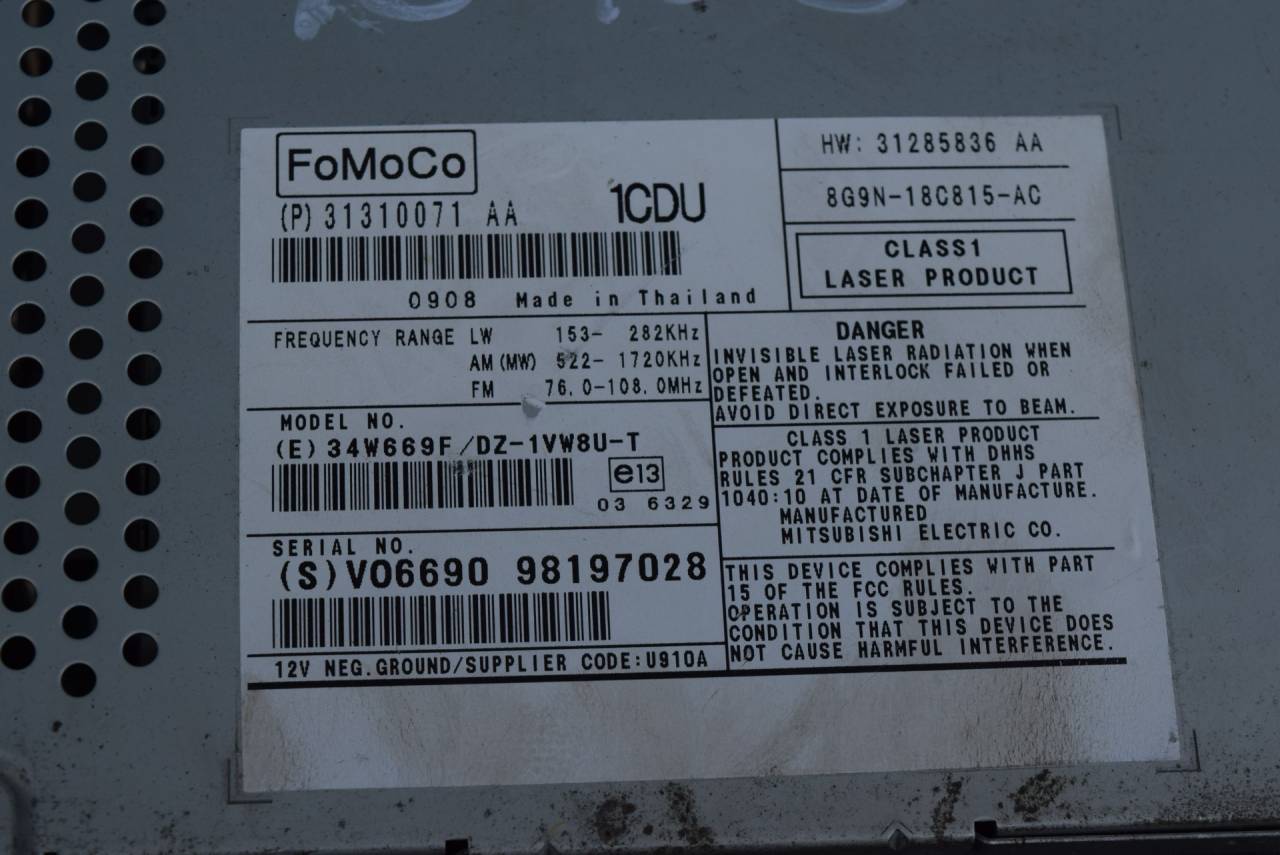 FoMoCo
(P) 31310071 AA 1CDU
0908 Made in Thailand
HW: 31285836 AA
8G9N-18C815-AC
CLASS1
LASER PRODUCT
FREQUENCY RANGE LW 153- 282KHz
AM (MW) 522- 1720KHz
FM 76.0-108.0MHz
DANGER
INVISIBLE LASER RADIATION WHEN
OPEN AND INTERLOCK FAILED OR
DEFEATED.
AVOID DIRECT EXPOSURE TO BEAM.
MODEL NO.
(E) 34W669F/DZ-1VW8U-T
e13
03 6329
CLASS 1 LASER PRODUCT
PRODUCT COMPLIES WITH DHHS
RULES 21 CFR SUBCHAPTER J PART
1040:10 AT DATE OF MANUFACTURE.
MANUFACTURED
MITSUBISHI ELECTRIC CO.
SERIAL NO.
(S) VO6690 98197028
THIS DEVICE COMPLIES WITH PART
15 OF THE FCC RULES.
OPERATION IS SUBJECT TO THE
CONDITION THAT THIS DEVICE DOES
NOT CAUSE HARMFUL INTERFERENCE.
12V NEG.GROUND/SUPPLIER CODE:U910A